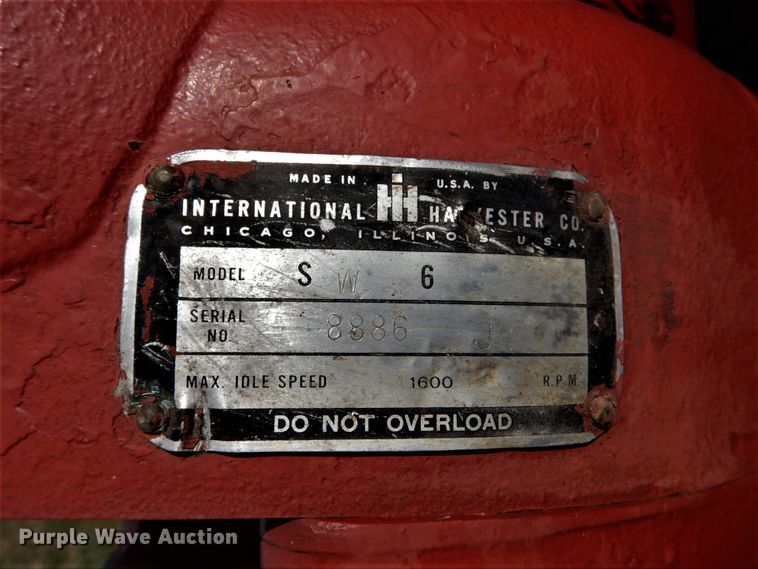 MADE IN IH U.S.A. BY
INTERNATIONAL HARVESTER CO.
CHICAGO, ILLINOIS U.S.A.
MODEL S W 6
SERIAL NO. 8886 J
MAX. IDLE SPEED 1600 R.P.M.
DO NOT OVERLOAD
Purple Wave Auction